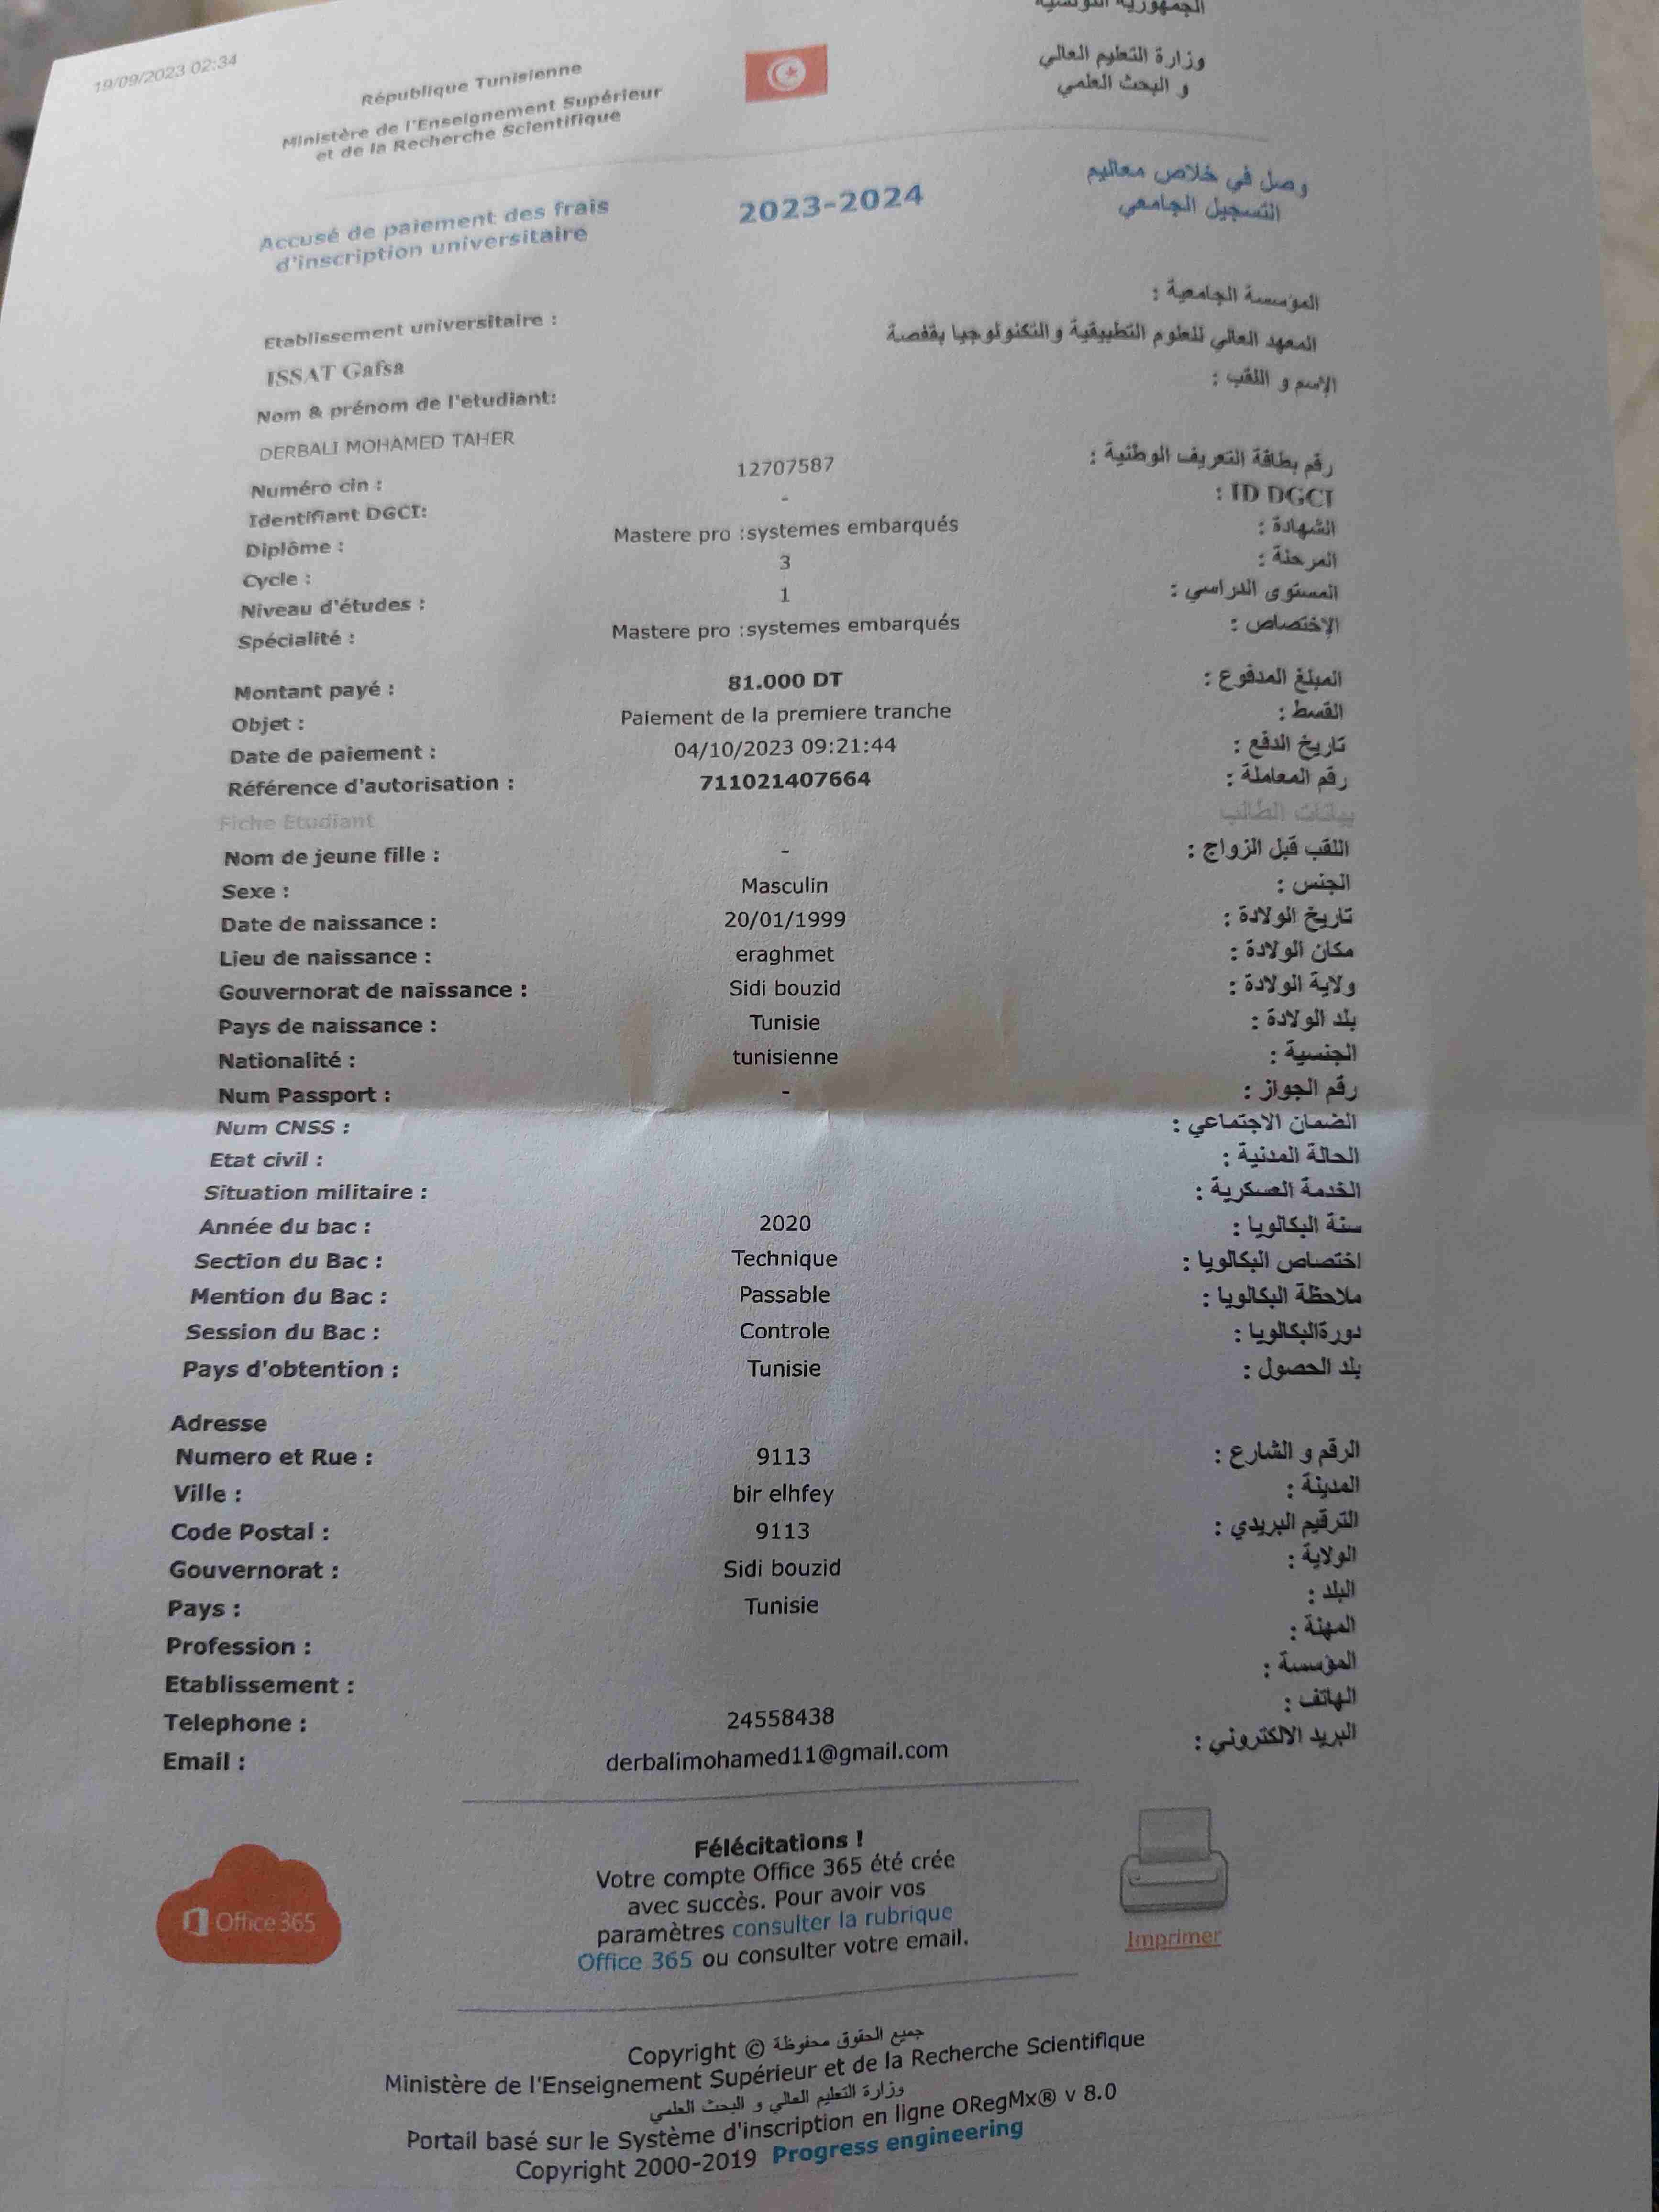 19/09/2023 02:34
République Tunisienne
Ministère de l'Enseignement Supérieur
et de la Recherche Scientifique
الجمهورية التونسية
وزارة التعليم العالي
و البحث العلمي
Accusé de paiement des frais
d'inscription universitaire
2023-2024
وصل في خلاص معاليم
التسجيل الجامعي
Etablissement universitaire :
المؤسسة الجامعية :
ISSAT Gafsa
المعهد العالي للعلوم التطبيقية و التكنولوجيا بقفصة
Nom & prénom de l'etudiant:
الإسم و اللقب :
DERBALI MOHAMED TAHER
Numéro cin : 12707587 رقم بطاقة التعريف الوطنية :
Identifiant DGCI: - ID DGCI :
Diplôme : Mastere pro :systemes embarqués الشهادة :
Cycle : 3 المرحلة :
Niveau d'études : 1 المستوى الدراسي :
Spécialité : Mastere pro :systemes embarqués الإختصاص :
Montant payé : 81.000 DT المبلغ المدفوع :
Objet : Paiement de la premiere tranche القسط :
Date de paiement : 04/10/2023 09:21:44 تاريخ الدفع :
Référence d'autorisation : 711021407664 رقم المعاملة :
Fiche Etudiant بيانات الطالب
Nom de jeune fille : - اللقب قبل الزواج :
Sexe : Masculin الجنس :
Date de naissance : 20/01/1999 تاريخ الولادة :
Lieu de naissance : eraghmet مكان الولادة :
Gouvernorat de naissance : Sidi bouzid ولاية الولادة :
Pays de naissance : Tunisie بلد الولادة :
Nationalité : tunisienne الجنسية :
Num Passport : - رقم الجواز :
Num CNSS : الضمان الاجتماعي :
Etat civil : الحالة المدنية :
Situation militaire : الخدمة العسكرية :
Année du bac : 2020 سنة البكالويا :
Section du Bac : Technique اختصاص البكالويا :
Mention du Bac : Passable ملاحظة البكالويا :
Session du Bac : Controle دورةالبكالويا :
Pays d'obtention : Tunisie بلد الحصول :
Adresse
Numero et Rue : 9113 الرقم و الشارع :
Ville : bir elhfey المدينة :
Code Postal : 9113 الترقيم البريدي :
Gouvernorat : Sidi bouzid الولاية :
Pays : Tunisie البلد :
Profession : المهنة :
Etablissement : المؤسسة :
Telephone : 24558438 الهاتف :
Email : derbalimohamed11@gmail.com البريد الالكتروني :
Office 365
Félécitations !
Votre compte Office 365 été crée
avec succès. Pour avoir vos
paramètres consulter la rubrique
Office 365 ou consulter votre email.
Imprimer
Copyright © جميع الحقوق محفوظة
Ministère de l'Enseignement Supérieur et de la Recherche Scientifique
وزارة التعليم العالي و البحث العلمي
Portail basé sur le Système d'inscription en ligne ORegMx® v 8.0
Copyright 2000-2019 Progress engineering